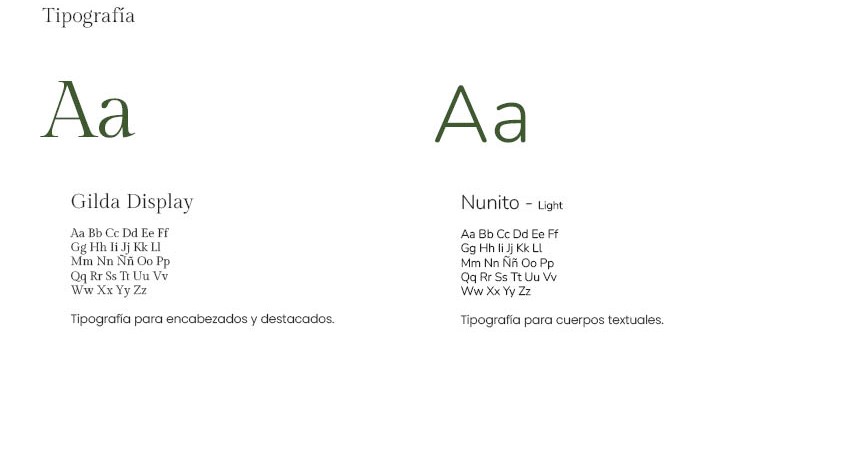 Tipografía
Aa
Gilda Display
Aa Bb Cc Dd Ee Ff
Gg Hh Ii Jj Kk Ll
Mm Nn Ññ Oo Pp
Qq Rr Ss Tt Uu Vv
Ww Xx Yy Zz
Tipografía para encabezados y destacados.
Aa
Nunito - Light
Aa Bb Cc Dd Ee Ff
Gg Hh Ii Jj Kk Ll
Mm Nn Ññ Oo Pp
Qq Rr Ss Tt Uu Vv
Ww Xx Yy Zz
Tipografía para cuerpos textuales.